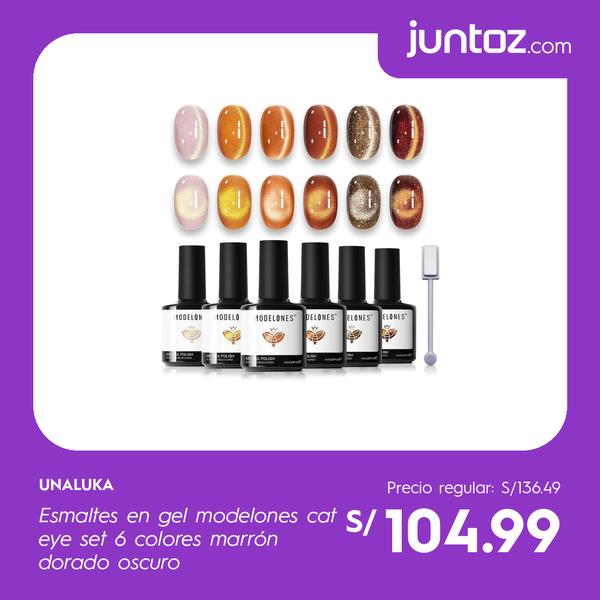 juntoz.com
MODELONES
MODELONES
MODELONES
MODELONES
MODELONES
UNALUKA
Precio regular: S/136.49
Esmaltes en gel modelones cat
eye set 6 colores marrón
dorado oscuro
S/104.99